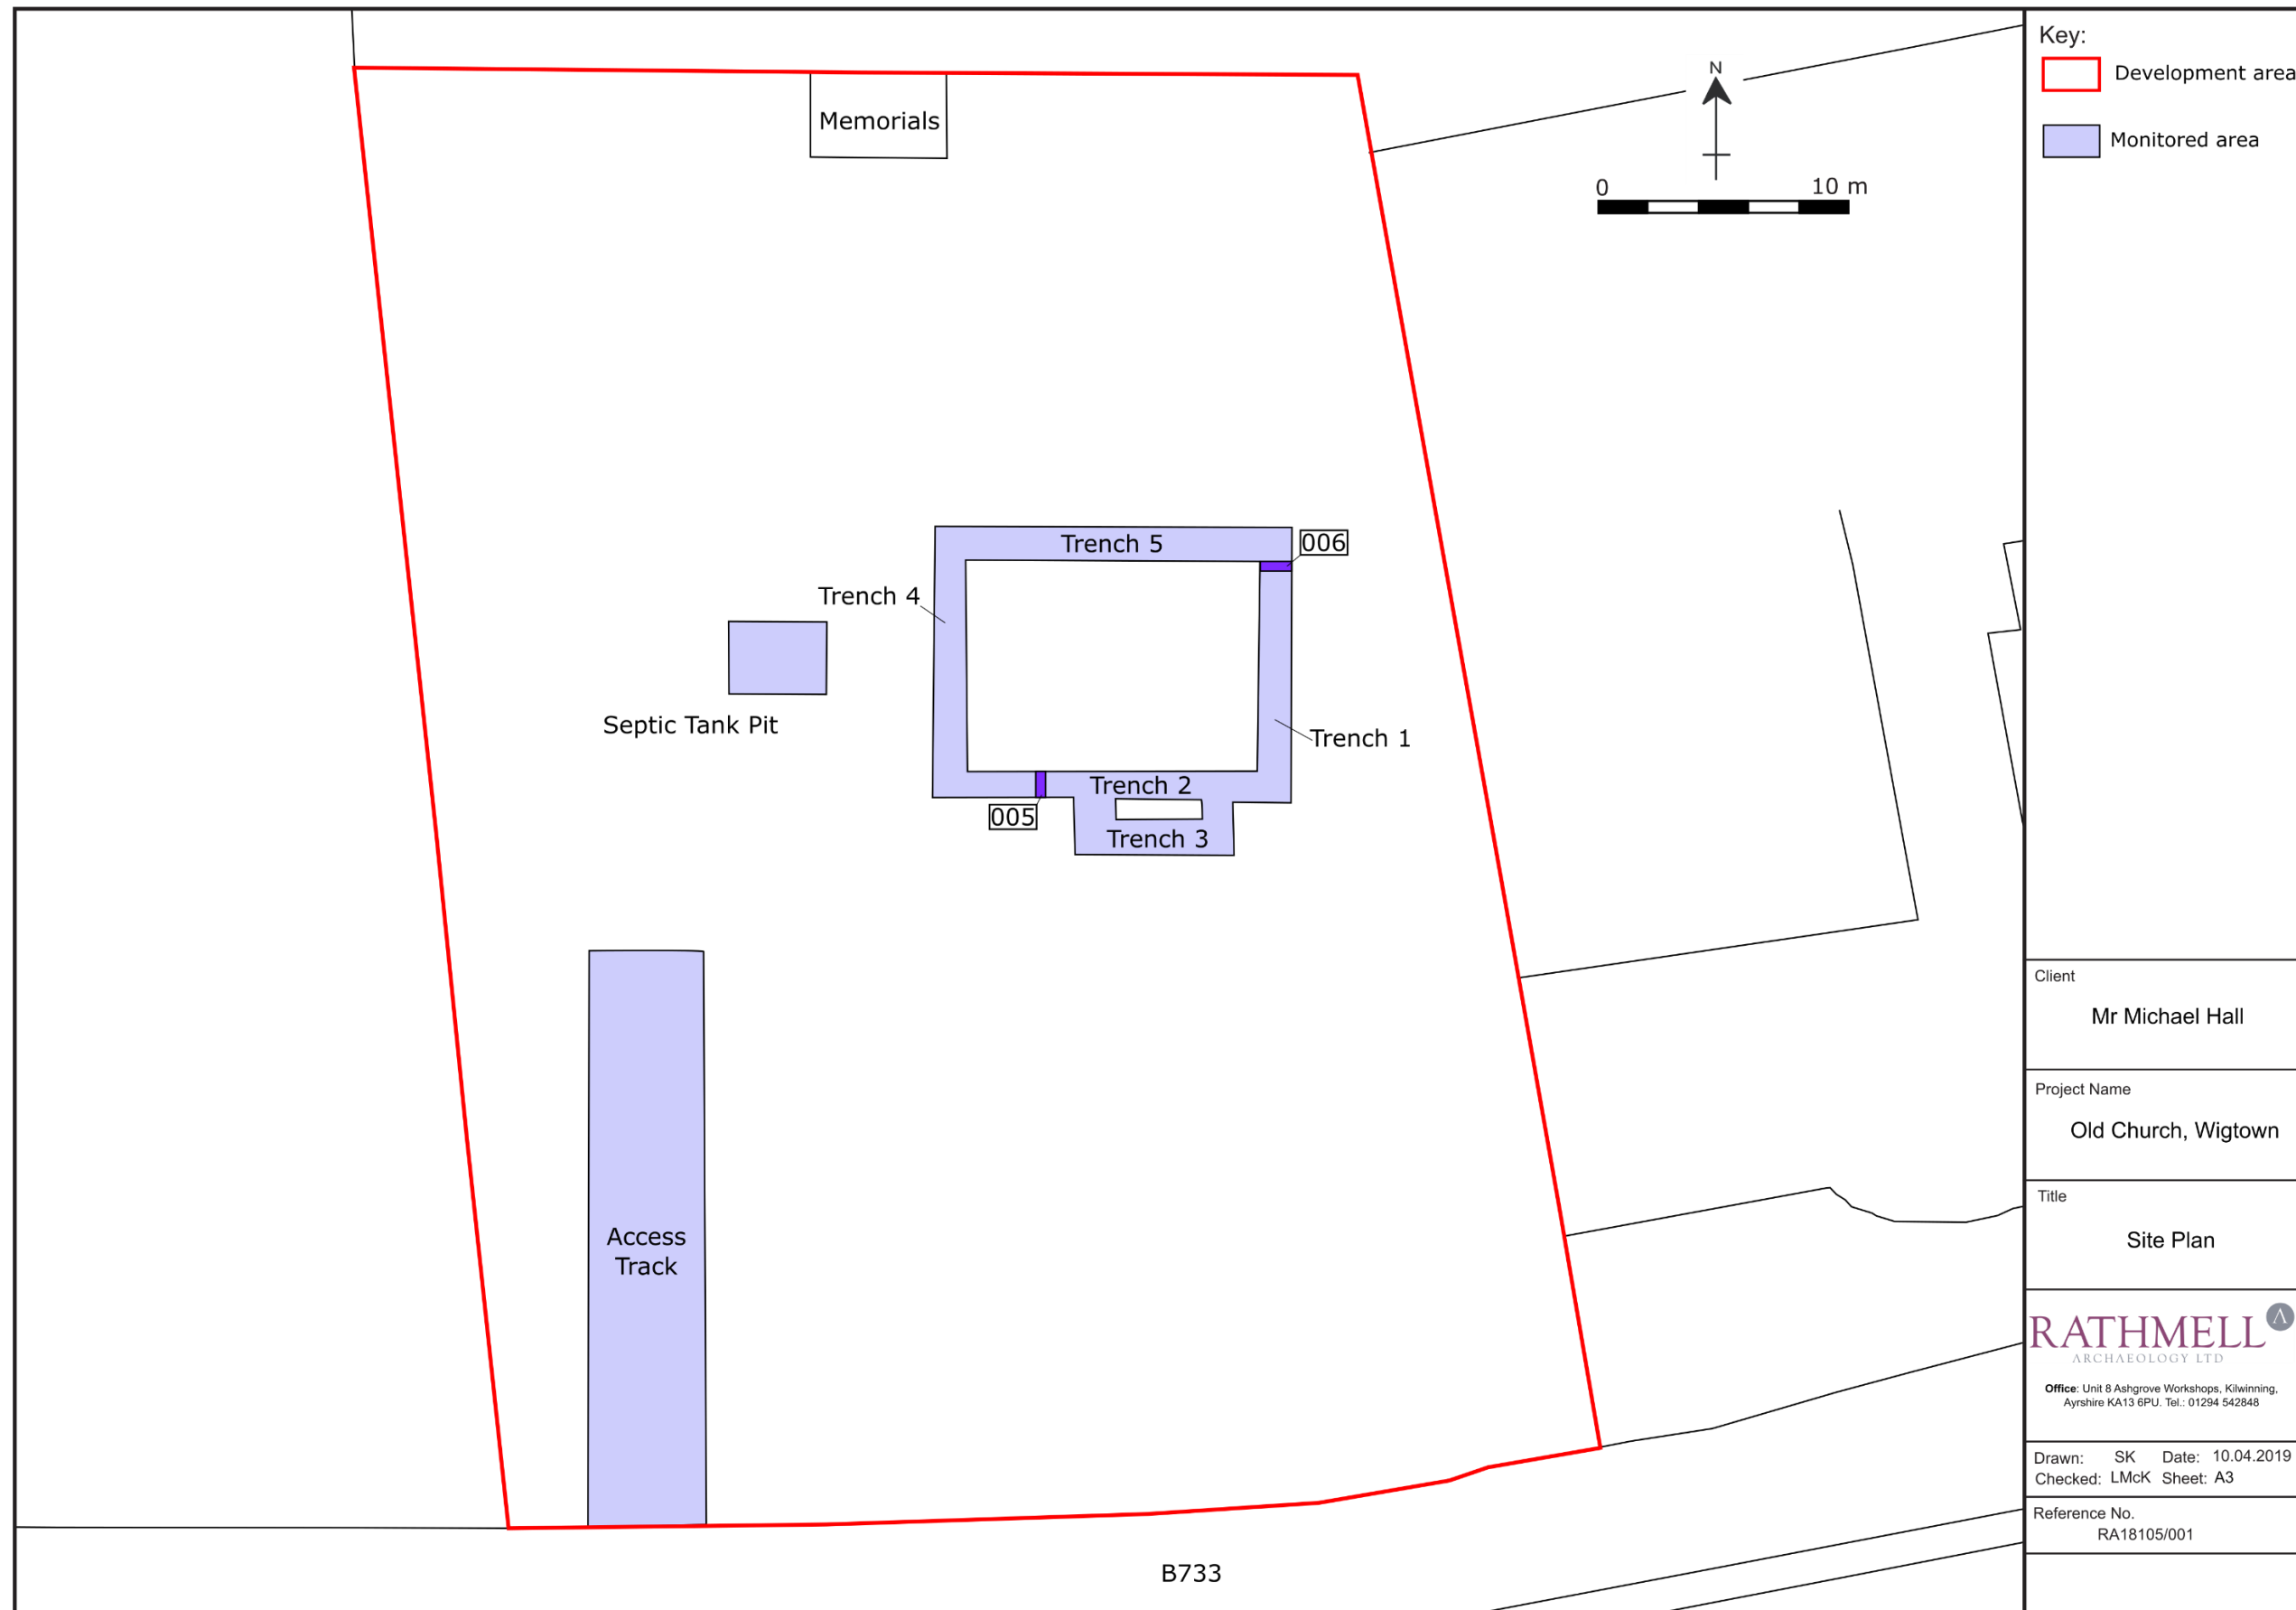 Memorials
N
0 10 m
Trench 5
006
Trench 4
Septic Tank Pit
Trench 1
Trench 2
005
Trench 3
Access
Track
B733
Key:
Development area
Monitored area
Client
Mr Michael Hall
Project Name
Old Church, Wigtown
Title
Site Plan
RATHMELL Λ
ARCHAEOLOGY LTD
Office: Unit 8 Ashgrove Workshops, Kilwinning,
Ayrshire KA13 6PU. Tel.: 01294 542848
Drawn: SK Date: 10.04.2019
Checked: LMcK Sheet: A3
Reference No.
RA18105/001